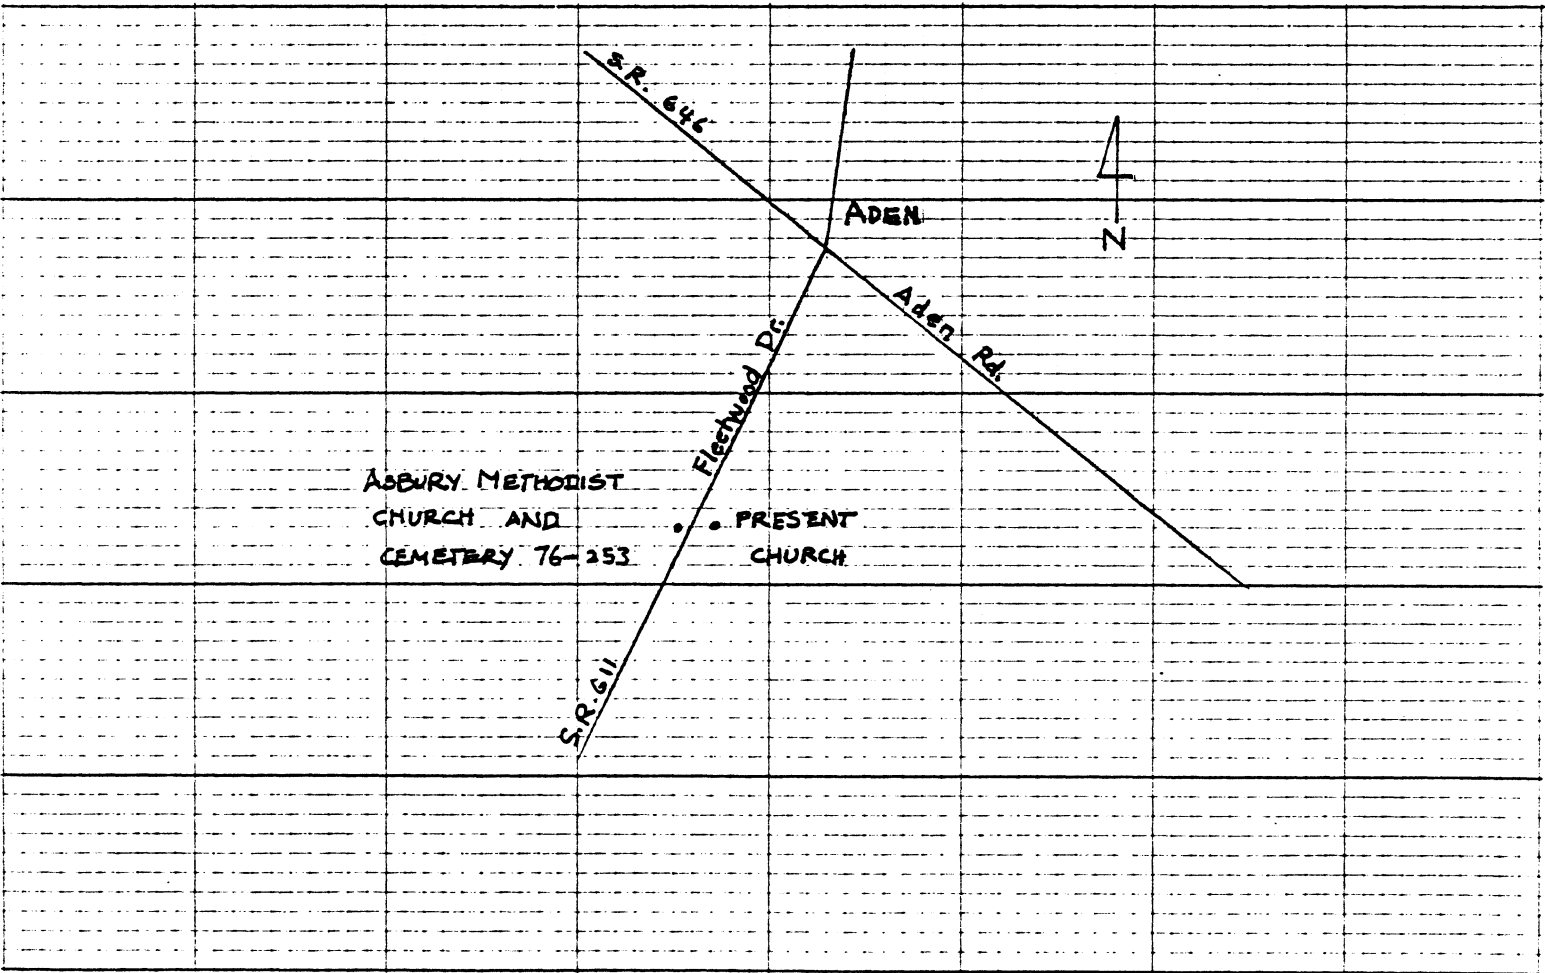 S.R. 646
ADEN
N
Aden Rd.
Fleetwood Dr.
ASBURY METHODIST
CHURCH AND
CEMETERY 76-253
PRESENT
CHURCH
S.R. 611